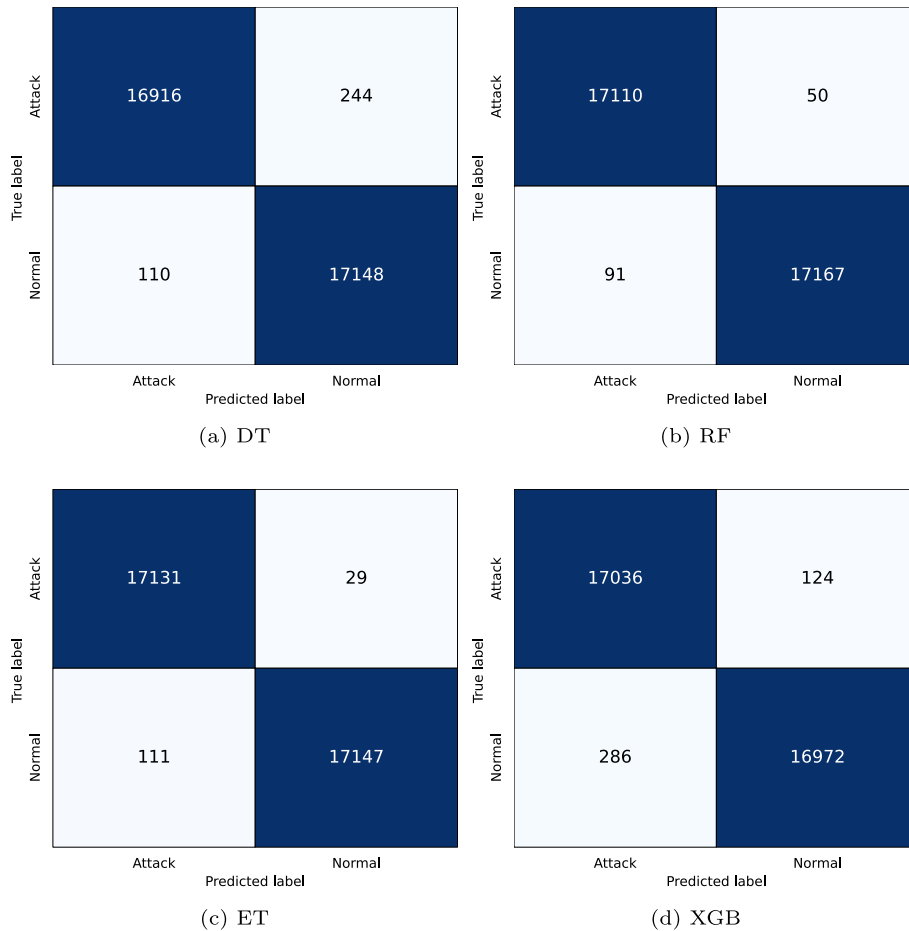 Attack
16916 244
True label
Normal
110 17148
Attack Normal
Predicted label
(a) DT
Attack
17110 50
True label
Normal
91 17167
Attack Normal
Predicted label
(b) RF
Attack
17131 29
True label
Normal
111 17147
Attack Normal
Predicted label
(c) ET
Attack
17036 124
True label
Normal
286 16972
Attack Normal
Predicted label
(d) XGB